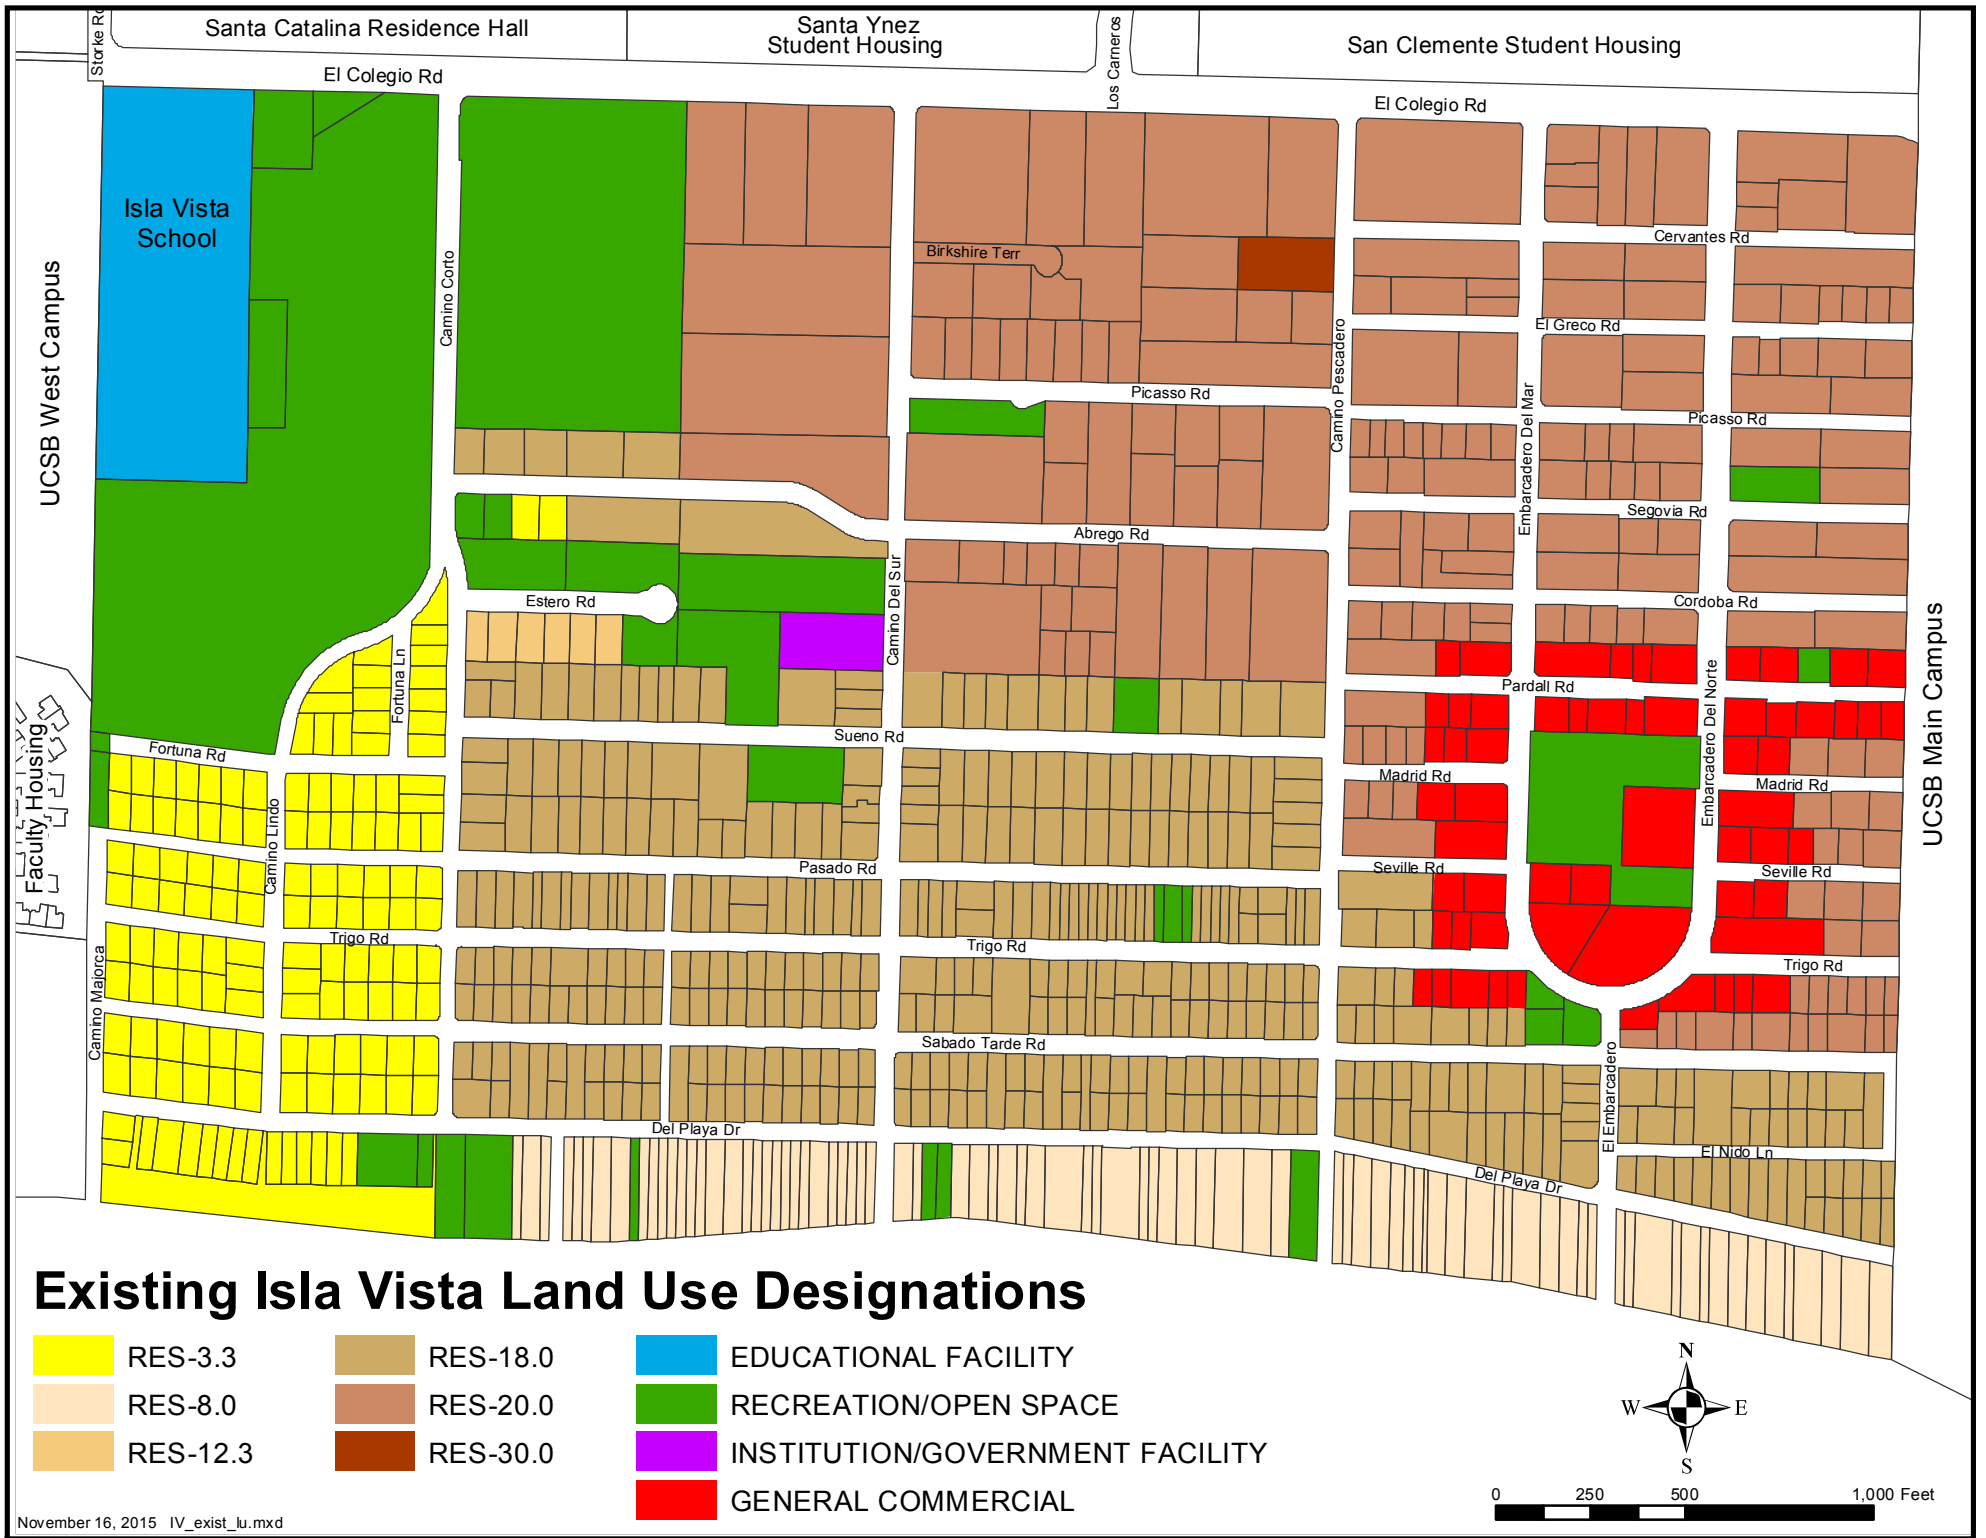 Santa Catalina Residence Hall
Santa Ynez
Student Housing
San Clemente Student Housing
Storke Rd
Los Carneros
El Colegio Rd
El Colegio Rd
Isla Vista
School
UCSB West Campus
Camino Corto
Birkshire Terr
Cervantes Rd
El Greco Rd
Camino Pescadero
Picasso Rd
Embarcadero Del Mar
Picasso Rd
Segovia Rd
Abrego Rd
Camino Del Sur
Estero Rd
Cordoba Rd
Fortuna Ln
Pardall Rd
Embarcadero Del Norte
UCSB Main Campus
Sueno Rd
Fortuna Rd
Faculty Housing
Camino Lindo
Madrid Rd
Madrid Rd
Pasado Rd
Seville Rd
Seville Rd
Trigo Rd
Trigo Rd
Trigo Rd
Camino Majorca
Sabado Tarde Rd
El Embarcadero
Del Playa Dr
El Nido Ln
Del Playa Dr
Existing Isla Vista Land Use Designations
RES-3.3
RES-18.0
EDUCATIONAL FACILITY
RES-8.0
RES-20.0
RECREATION/OPEN SPACE
RES-12.3
RES-30.0
INSTITUTION/GOVERNMENT FACILITY
GENERAL COMMERCIAL
N
W
E
S
0 250 500 1,000 Feet
November 16, 2015 IV_exist_lu.mxd